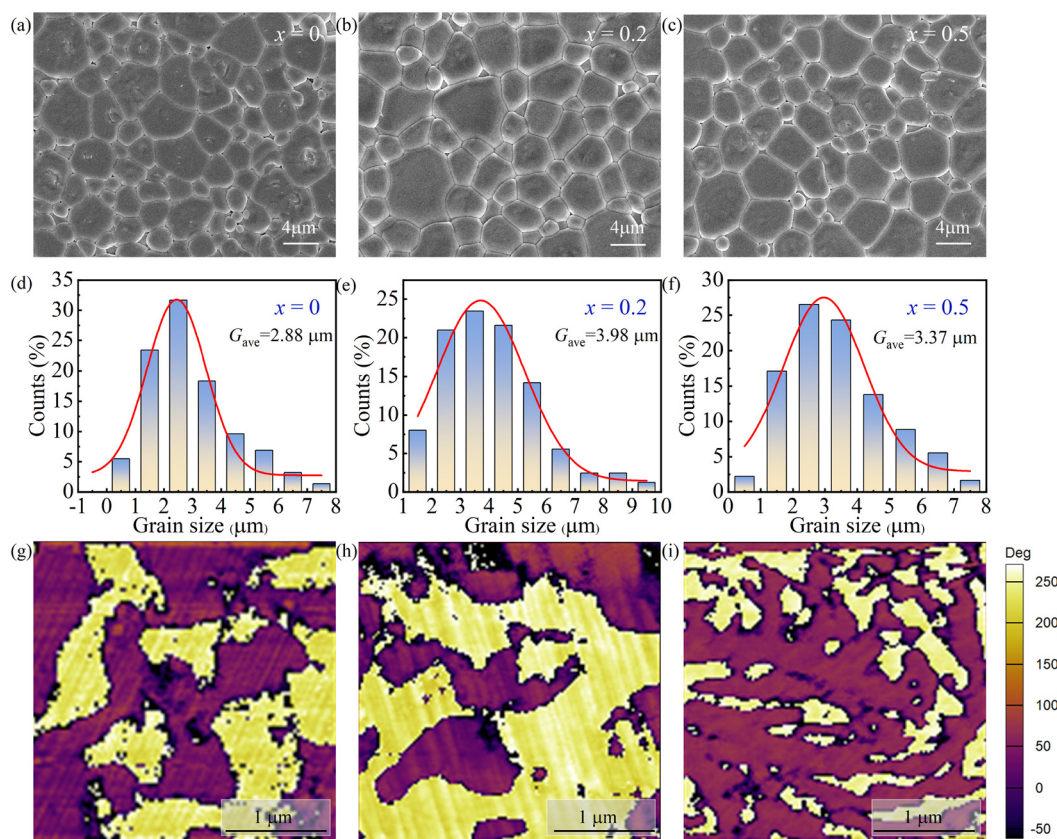 (a) x = 0
4μm
(b) x = 0.2
4μm
(c) x = 0.5
4μm
(d)
Counts (%)
35
30
25
20
15
10
5
0
x = 0
Gave=2.88 μm
-1 0 1 2 3 4 5 6 7 8
Grain size (μm)
(e)
Counts (%)
30
25
20
15
10
5
0
x = 0.2
Gave=3.98 μm
1 2 3 4 5 6 7 8 9 10
Grain size (μm)
(f)
Counts (%)
30
25
20
15
10
5
0
x = 0.5
Gave=3.37 μm
0 1 2 3 4 5 6 7 8
Grain size (μm)
(g)
1 μm
(h)
1 μm
(i)
1 μm
Deg
250
200
150
100
50
0
-50